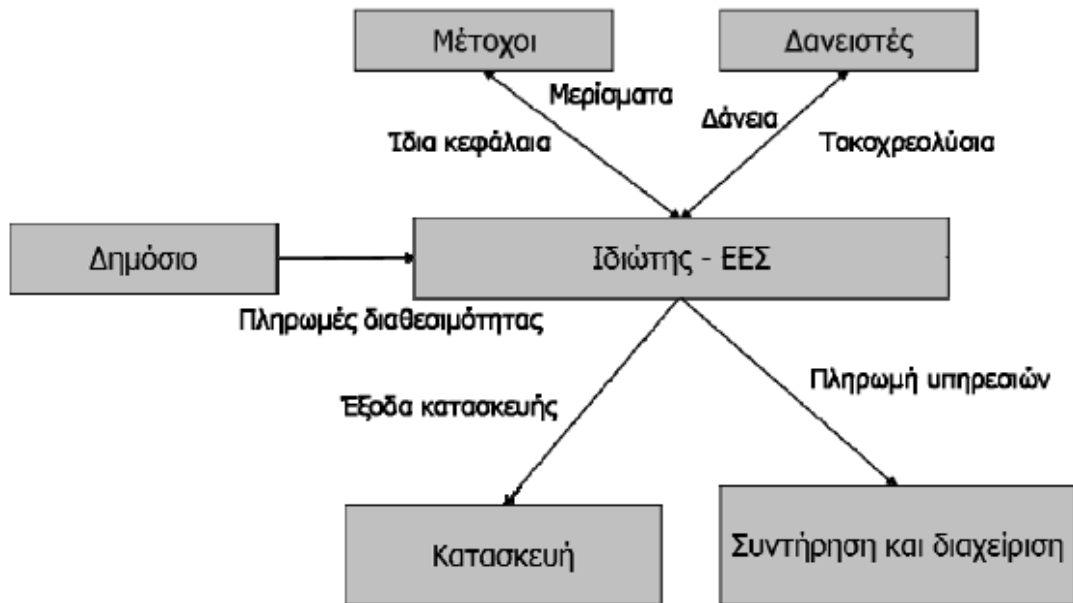 Μέτοχοι
Δανειστές
Μερίσματα
Δάνεια
Ίδια κεφάλαια
Τοκοχρεολύσια
Δημόσιο
Ιδιώτης - ΕΕΣ
Πληρωμές διαθεσιμότητας
Πληρωμή υπηρεσιών
Έξοδα κατασκευής
Κατασκευή
Συντήρηση και διαχείριση